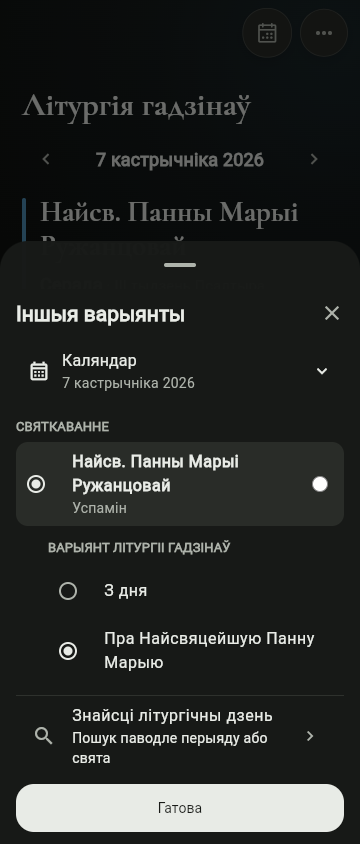 Літургія гадзінаў
7 кастрычніка 2026
Найсв. Панны Марыі
Ружанцовай
Іншыя варыянты
Каляндар
7 кастрычніка 2026
СВЯТКАВАННЕ
Найсв. Панны Марыі
Ружанцовай
Успамін
ВАРЫЯНТ ЛІТУРГІІ ГАДЗІНАЎ
З дня
Пра Найсвяцейшую Панну
Марыю
Знайсці літургічны дзень
Пошук паводле перыяду або
свята
Гатова